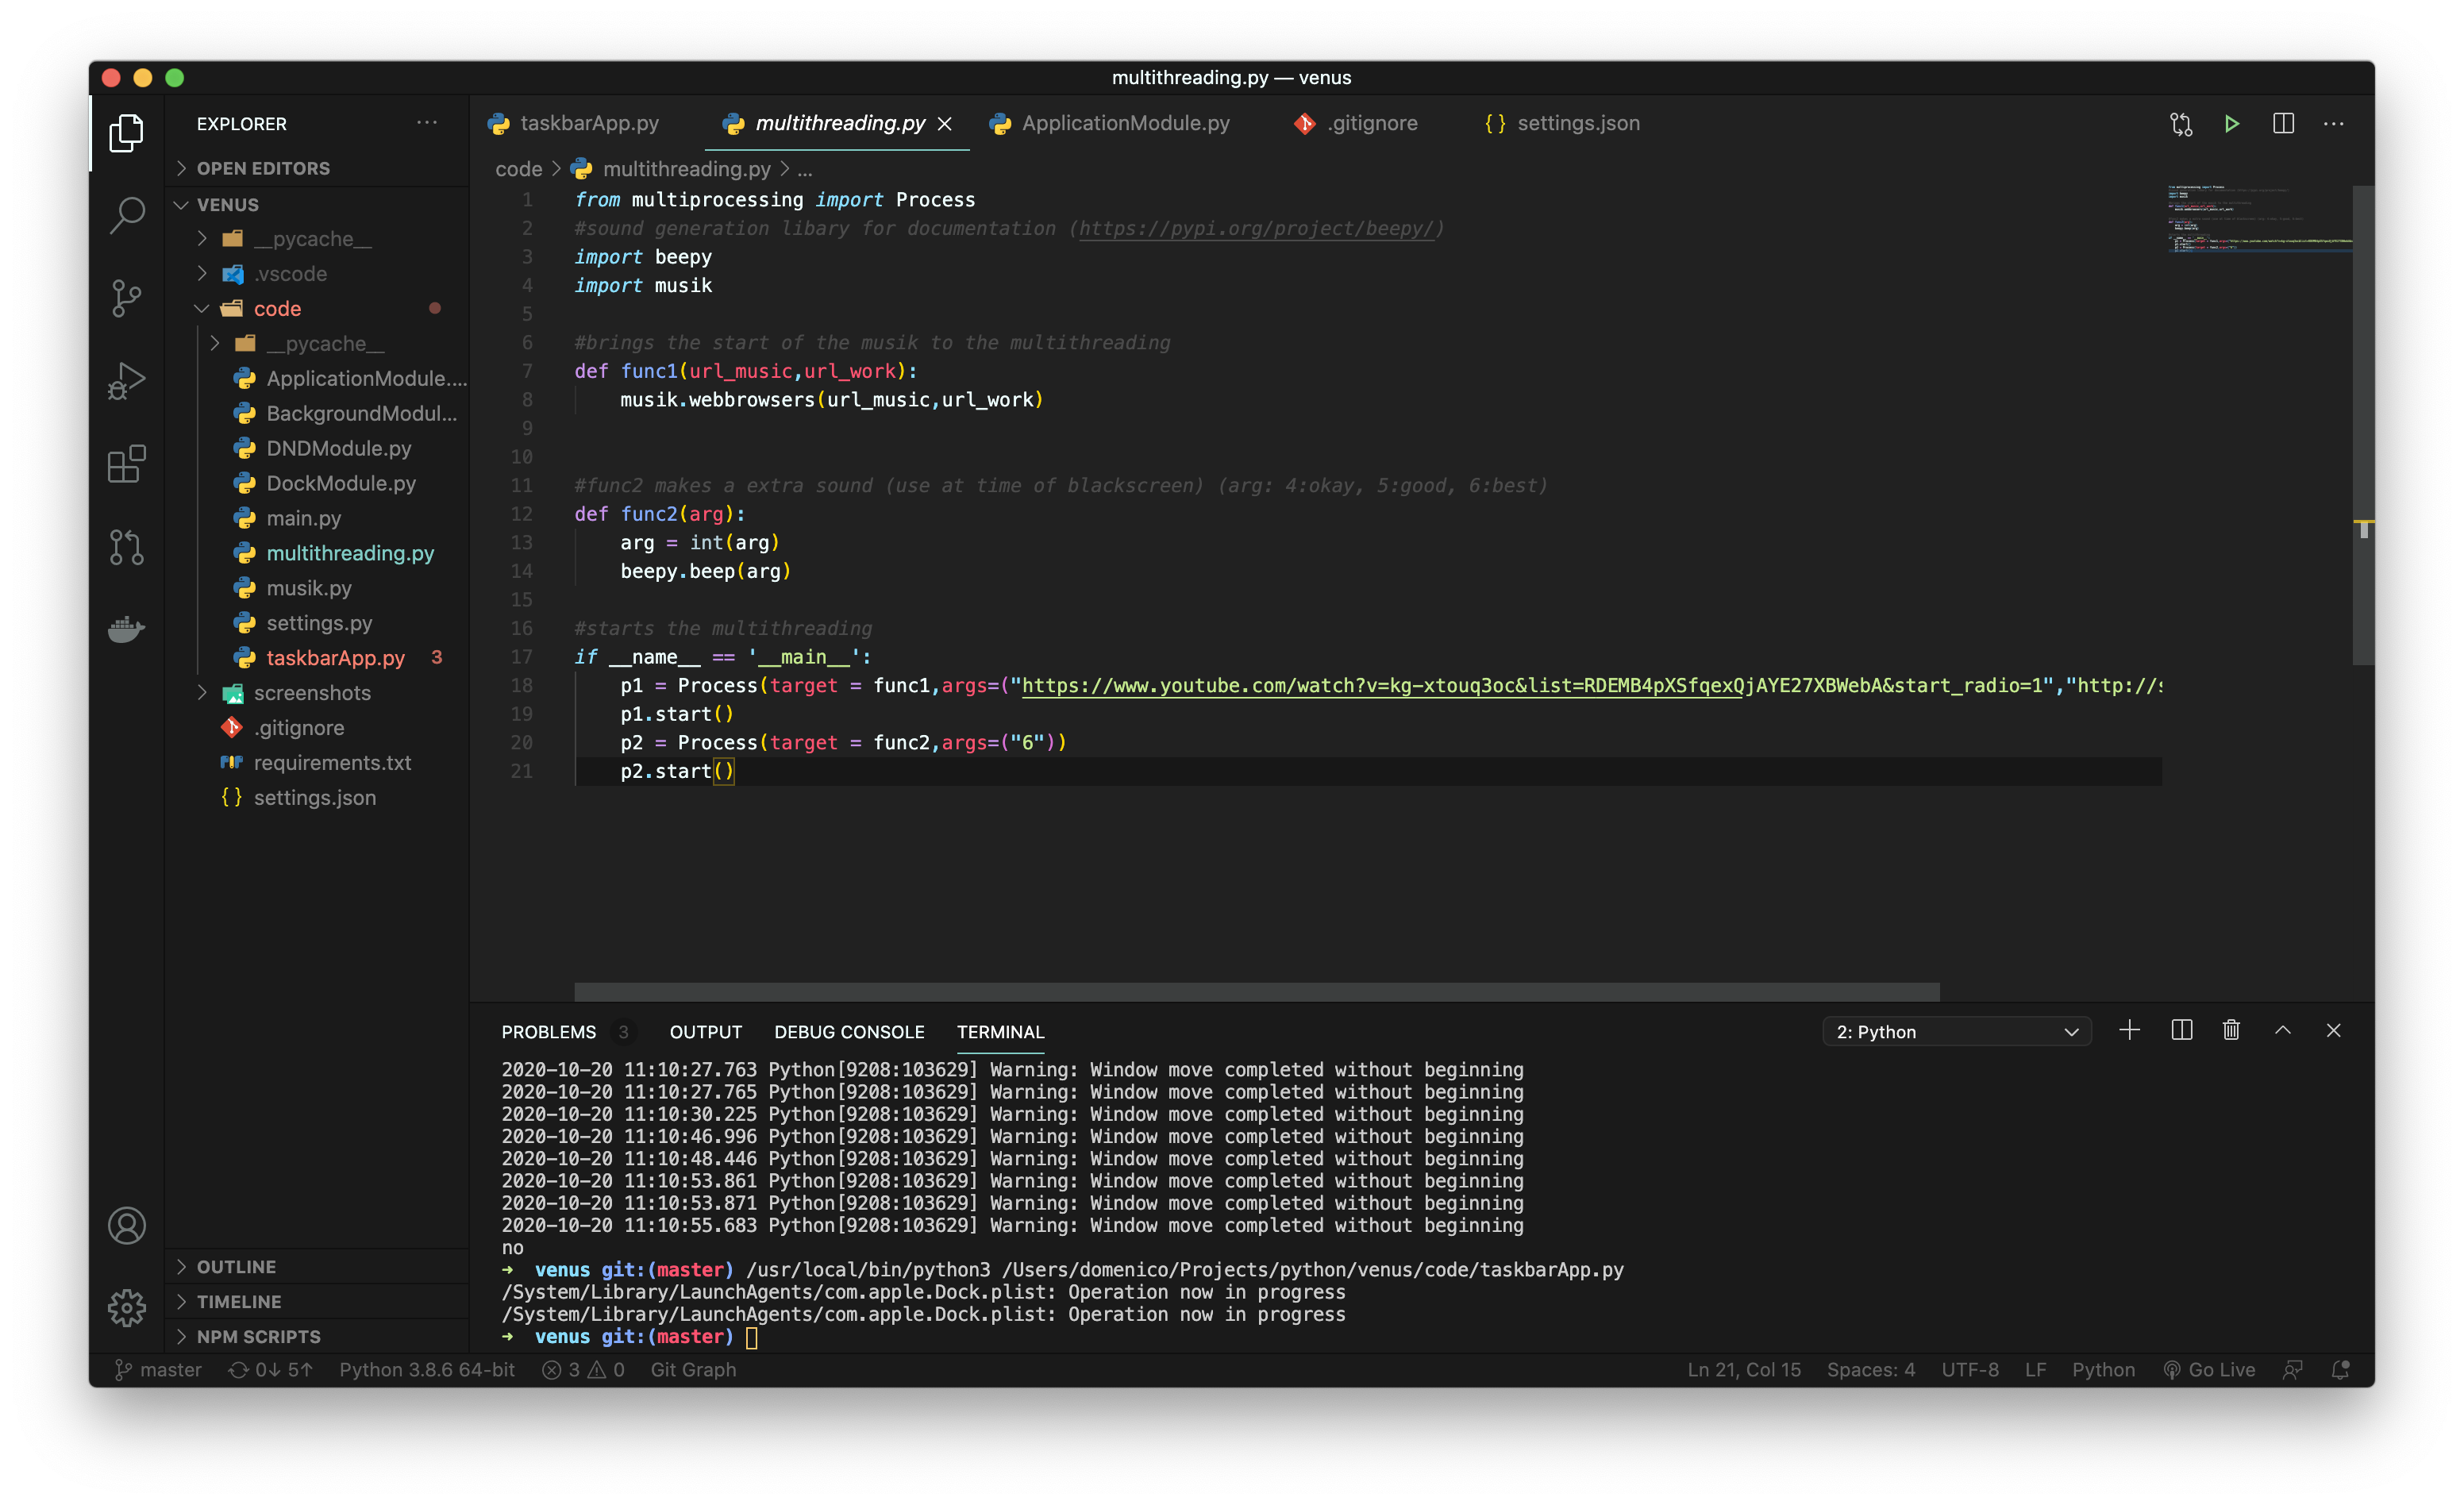 multithreading.py — venus
EXPLORER
OPEN EDITORS
VENUS
__pycache__
.vscode
code
__pycache__
ApplicationModule....
BackgroundModul...
DNDModule.py
DockModule.py
main.py
multithreading.py
musik.py
settings.py
taskbarApp.py 3
screenshots
.gitignore
requirements.txt
{} settings.json
OUTLINE
TIMELINE
NPM SCRIPTS
taskbarApp.py multithreading.py ApplicationModule.py .gitignore {} settings.json
code > multithreading.py > ...
1 from multiprocessing import Process
2 #sound generation libary for documentation (https://pypi.org/project/beepy/)
3 import beepy
4 import musik
5
6 #brings the start of the musik to the multithreading
7 def func1(url_music,url_work):
8 musik.webbrowsers(url_music,url_work)
9
10
11 #func2 makes a extra sound (use at time of blackscreen) (arg: 4:okay, 5:good, 6:best)
12 def func2(arg):
13 arg = int(arg)
14 beepy.beep(arg)
15
16 #starts the multithreading
17 if __name__ == '__main__':
18 p1 = Process(target = func1,args=("https://www.youtube.com/watch?v=kg-xtouq3oc&list=RDEMB4pXSfqexQjAYE27XBWebA&start_radio=1","http://s
19 p1.start()
20 p2 = Process(target = func2,args=("6"))
21 p2.start()
PROBLEMS 3 OUTPUT DEBUG CONSOLE TERMINAL 2: Python
2020-10-20 11:10:27.763 Python[9208:103629] Warning: Window move completed without beginning
2020-10-20 11:10:27.765 Python[9208:103629] Warning: Window move completed without beginning
2020-10-20 11:10:30.225 Python[9208:103629] Warning: Window move completed without beginning
2020-10-20 11:10:46.996 Python[9208:103629] Warning: Window move completed without beginning
2020-10-20 11:10:48.446 Python[9208:103629] Warning: Window move completed without beginning
2020-10-20 11:10:53.861 Python[9208:103629] Warning: Window move completed without beginning
2020-10-20 11:10:53.871 Python[9208:103629] Warning: Window move completed without beginning
2020-10-20 11:10:55.683 Python[9208:103629] Warning: Window move completed without beginning
no
➜ venus git:(master) /usr/local/bin/python3 /Users/domenico/Projects/python/venus/code/taskbarApp.py
/System/Library/LaunchAgents/com.apple.Dock.plist: Operation now in progress
/System/Library/LaunchAgents/com.apple.Dock.plist: Operation now in progress
➜ venus git:(master)
master 0↓ 5↑ Python 3.8.6 64-bit 3 0 Git Graph Ln 21, Col 15 Spaces: 4 UTF-8 LF Python Go Live